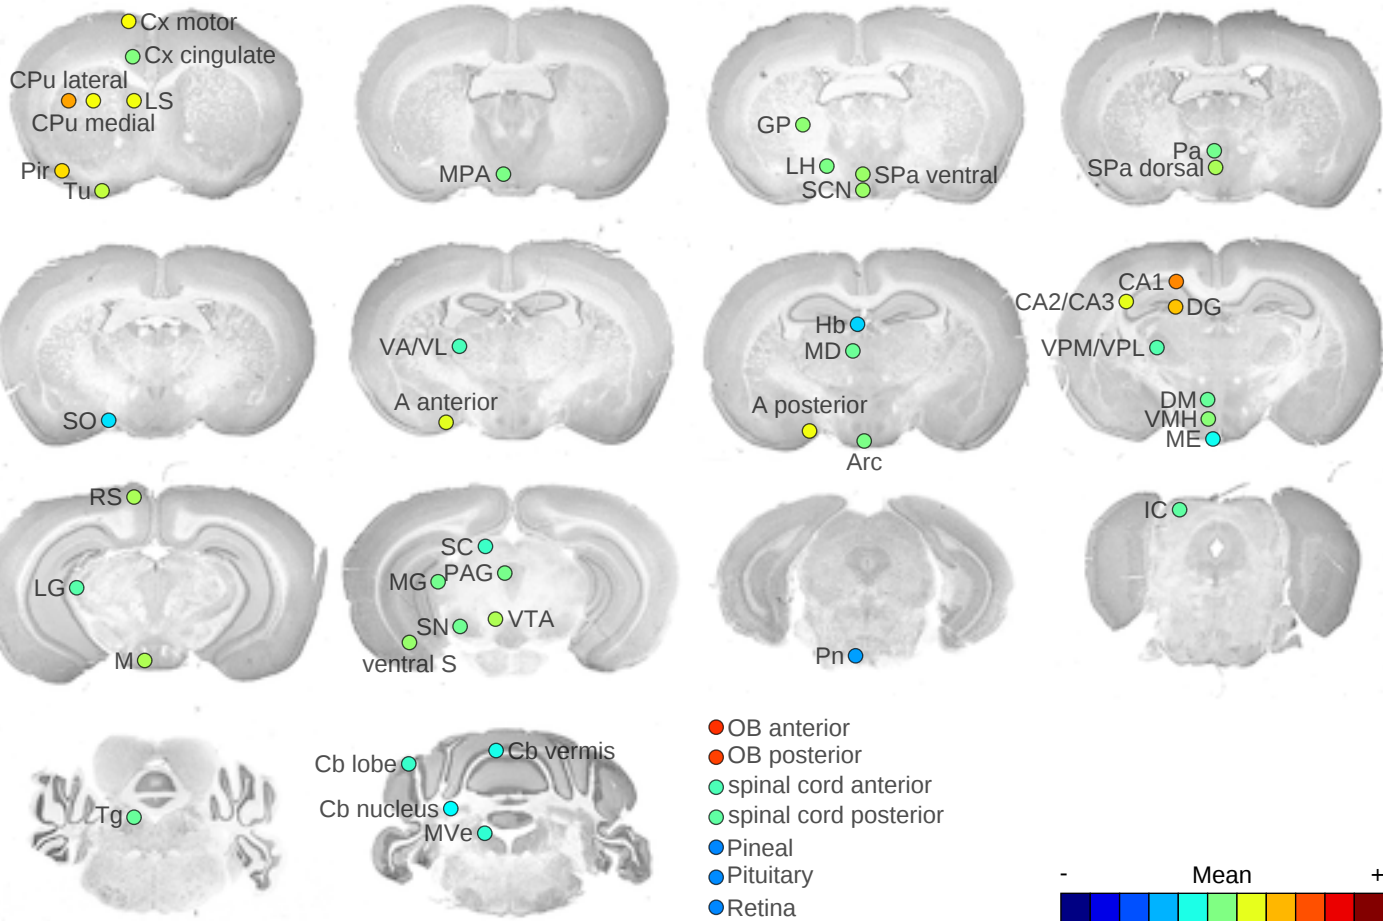 Cx motor
Cx cingulate
CPu lateral
LS
CPu medial
Pir
Tu
MPA
GP
LH
SPa ventral
SCN
Pa
SPa dorsal
SO
VA/VL
A anterior
Hb
MD
A posterior
Arc
CA1
CA2/CA3
DG
VPM/VPL
DM
VMH
ME
RS
LG
M
SC
MG
PAG
SN
VTA
ventral S
Pn
IC
Tg
Cb lobe
Cb vermis
Cb nucleus
MVe
OB anterior
OB posterior
spinal cord anterior
spinal cord posterior
Pineal
Pituitary
Retina
- Mean +